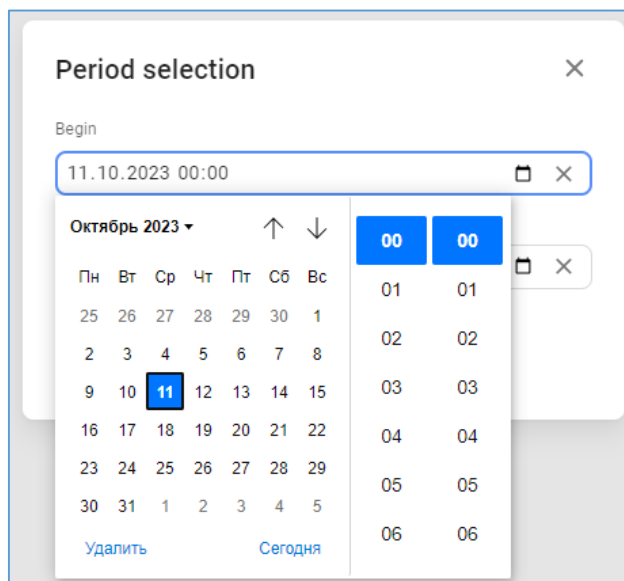 Period selection
Begin
11.10.2023 00:00
Октябрь 2023
Пн Вт Ср Чт Пт Сб Вс
25 26 27 28 29 30 1
2 3 4 5 6 7 8
9 10 11 12 13 14 15
16 17 18 19 20 21 22
23 24 25 26 27 28 29
30 31 1 2 3 4 5
Удалить Сегодня
00 00
01 01
02 02
03 03
04 04
05 05
06 06